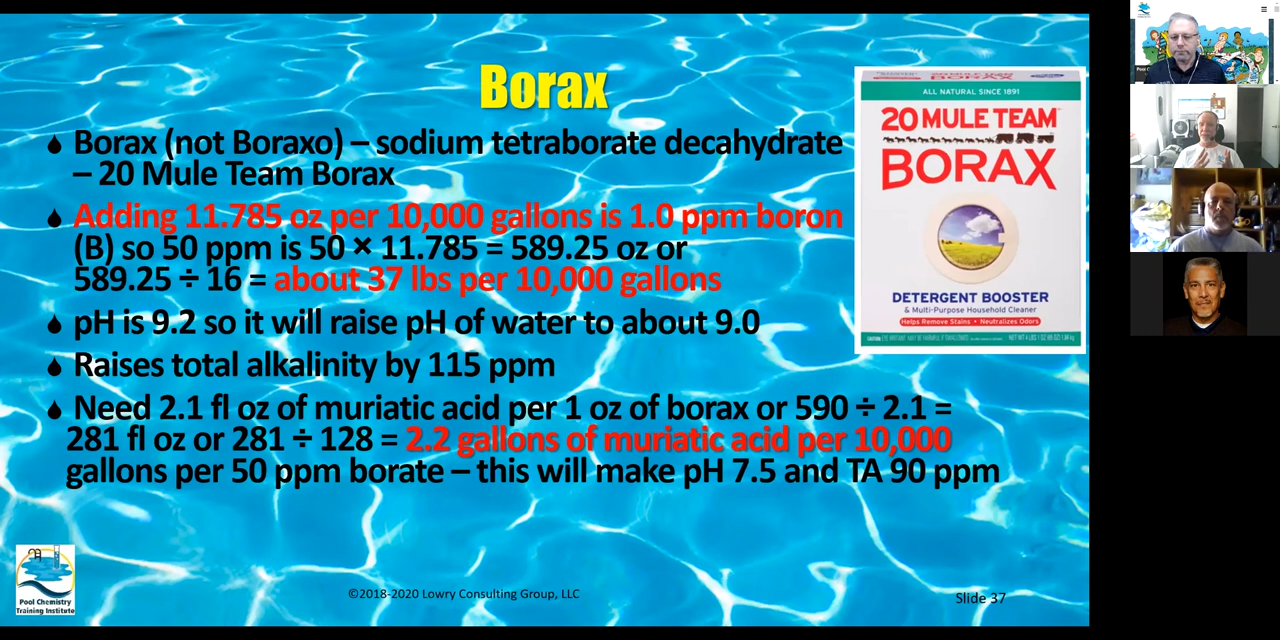 Borax
Borax (not Boraxo) – sodium tetraborate decahydrate
– 20 Mule Team Borax
Adding 11.785 oz per 10,000 gallons is 1.0 ppm boron
(B) so 50 ppm is 50 × 11.785 = 589.25 oz or
589.25 ÷ 16 = about 37 lbs per 10,000 gallons
pH is 9.2 so it will raise pH of water to about 9.0
Raises total alkalinity by 115 ppm
Need 2.1 fl oz of muriatic acid per 1 oz of borax or 590 ÷ 2.1 =
281 fl oz or 281 ÷ 128 = 2.2 gallons of muriatic acid per 10,000
gallons per 50 ppm borate – this will make pH 7.5 and TA 90 ppm
ALL NATURAL SINCE 1891
20 MULE TEAM
BORAX
DETERGENT BOOSTER
& Multi-Purpose Household Cleaner
Helps Remove Stains • Neutralizes Odors
Pool Chemistry
Training Institute
©2018-2020 Lowry Consulting Group, LLC
Slide 37